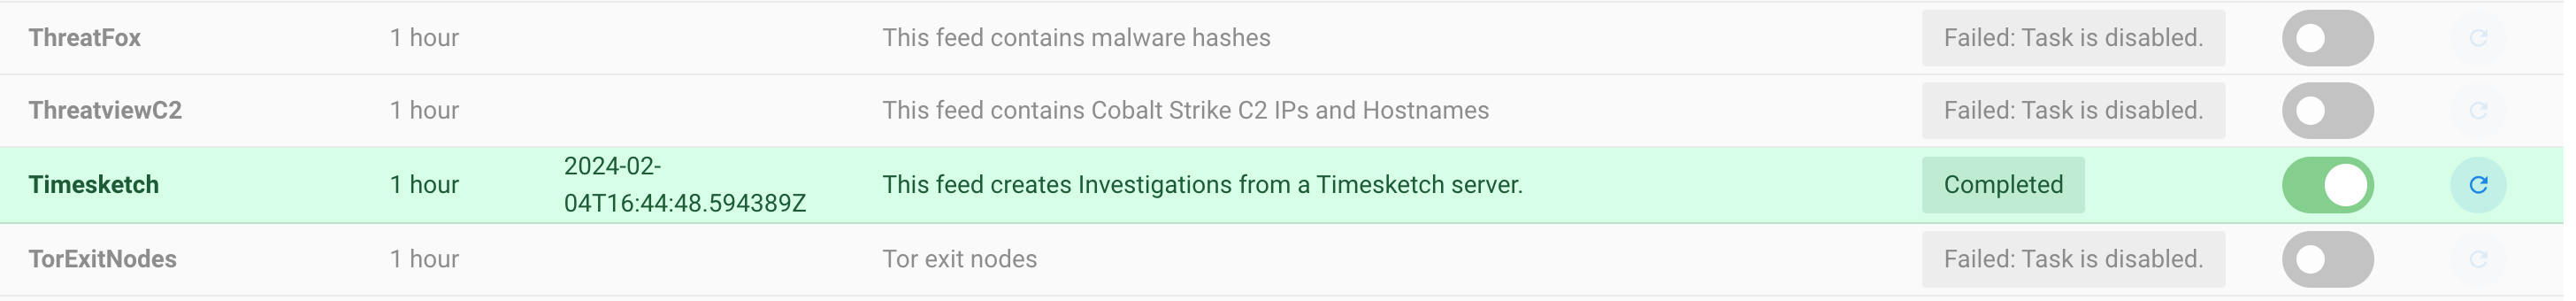 ThreatFox 1 hour This feed contains malware hashes Failed: Task is disabled.
ThreatviewC2 1 hour This feed contains Cobalt Strike C2 IPs and Hostnames Failed: Task is disabled.
Timesketch 1 hour 2024-02-
04T16:44:48.594389Z This feed creates Investigations from a Timesketch server. Completed
TorExitNodes 1 hour Tor exit nodes Failed: Task is disabled.